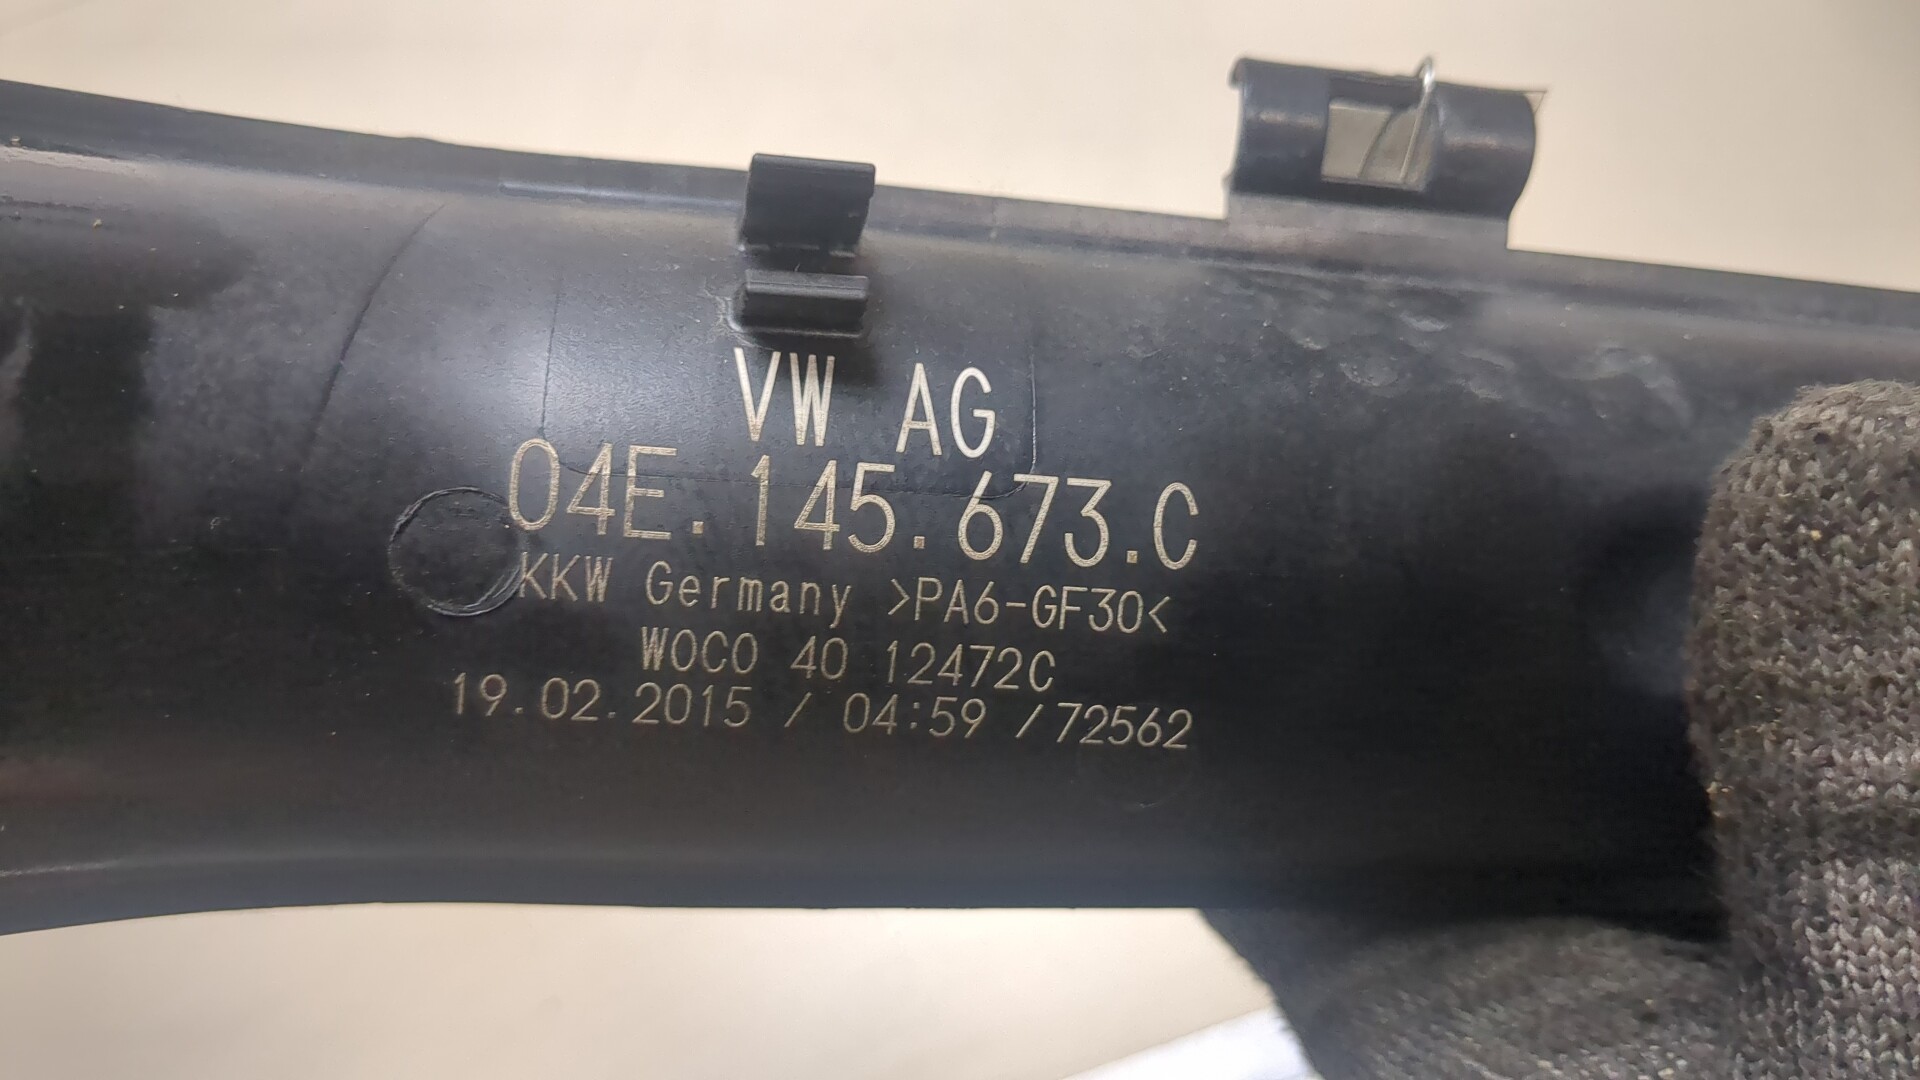 VW AG
04E.145.673.C
KKW Germany >PA6-GF30<
WOCO 40 12472C
19.02.2015 / 04:59 /72562